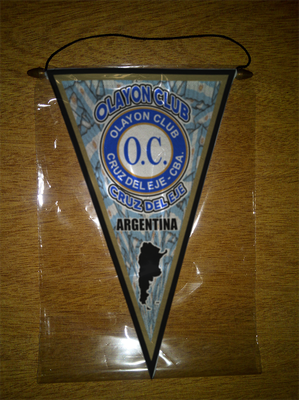 OLAYON CLUB
OLAYON CLUB
O.C.
CRUZ DEL EJE - CBA.
CRUZ DEL EJE
ARGENTINA